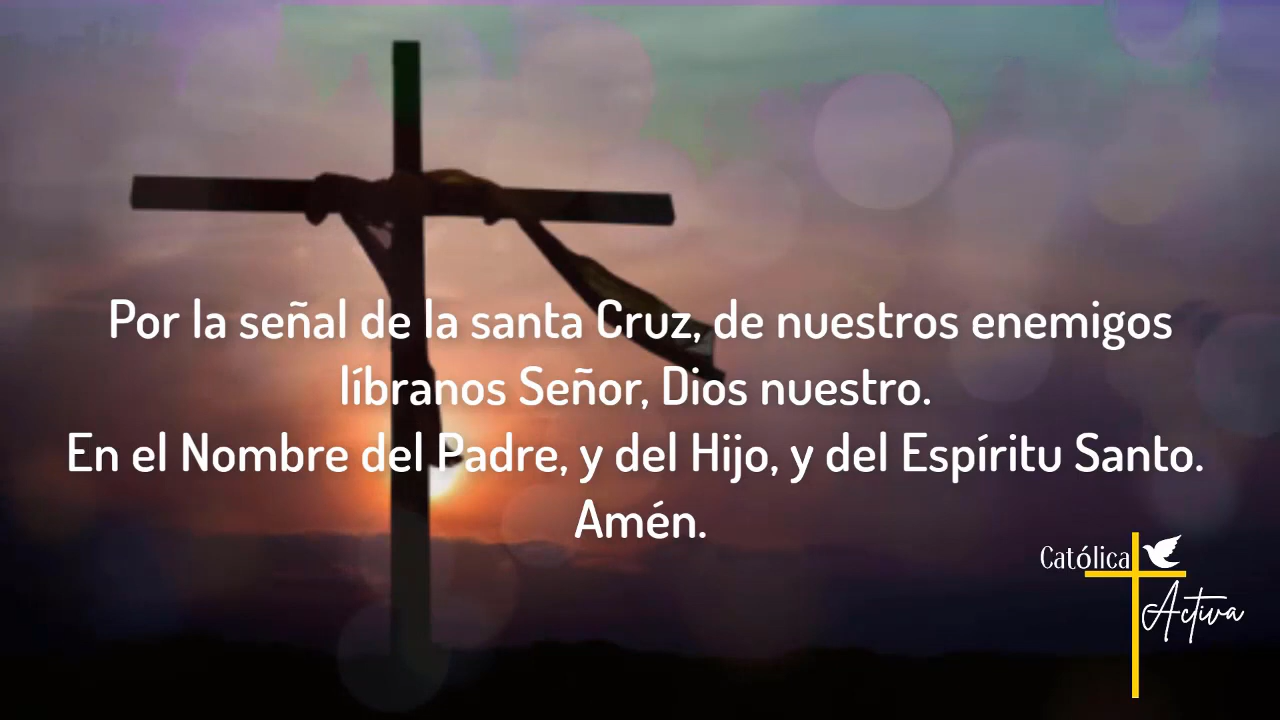 Por la señal de la santa Cruz, de nuestros enemigos
líbranos Señor, Dios nuestro.
En el Nombre del Padre, y del Hijo, y del Espíritu Santo.
Amén.
Católica
Activa